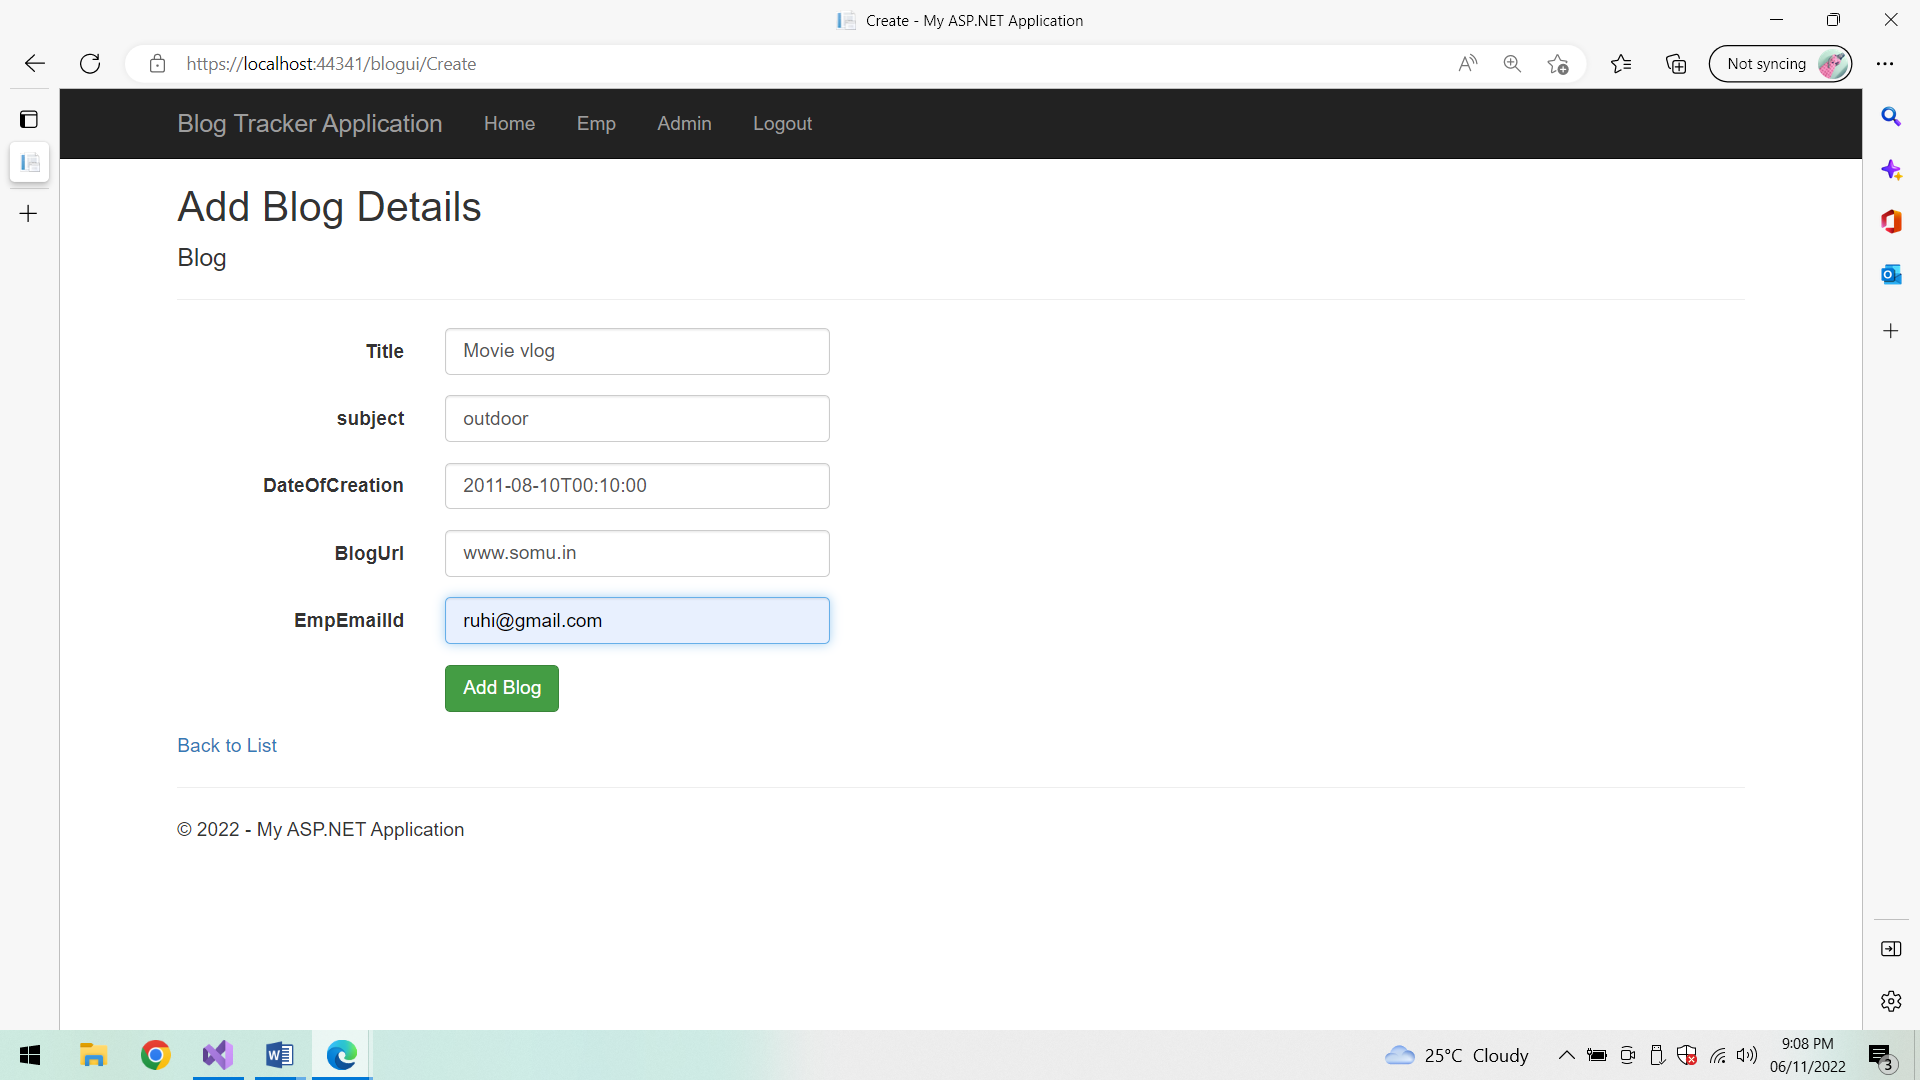 Create - My ASP.NET Application
https://localhost:44341/blogui/Create
Not syncing
Blog Tracker Application Home Emp Admin Logout
Add Blog Details
Blog
Title Movie vlog
subject outdoor
DateOfCreation 2011-08-10T00:10:00
BlogUrl www.somu.in
EmpEmailId ruhi@gmail.com
Add Blog
Back to List
© 2022 - My ASP.NET Application
25°C Cloudy
9:08 PM
06/11/2022
3